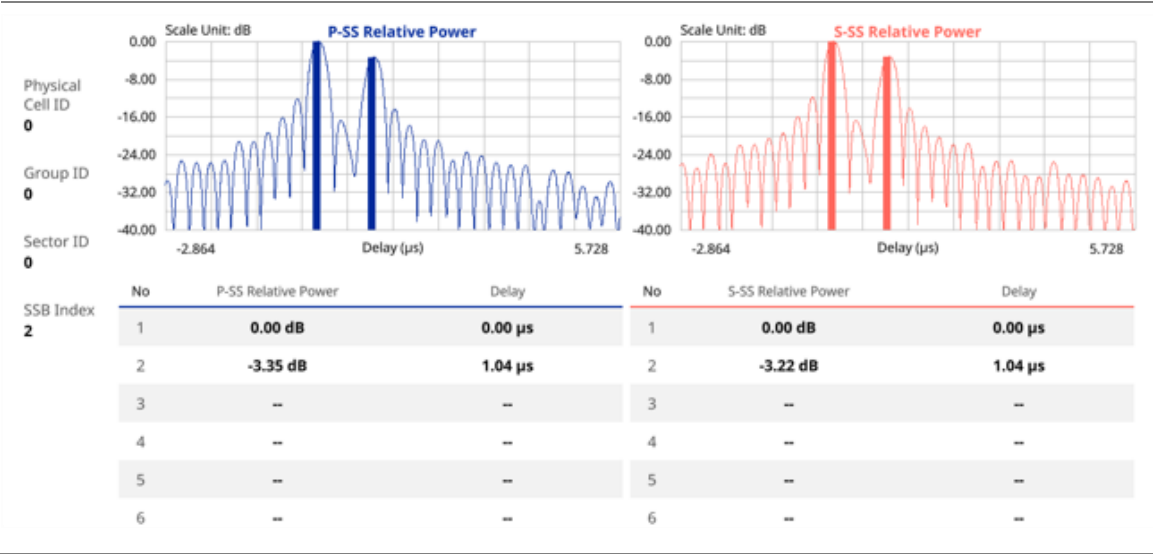 Physical
Cell ID
0
Group ID
0
Sector ID
0
SSB Index
2
Scale Unit: dB
P-SS Relative Power
0.00
-8.00
-16.00
-24.00
-32.00
-40.00
-2.864 Delay (μs) 5.728
Scale Unit: dB
S-SS Relative Power
0.00
-8.00
-16.00
-24.00
-32.00
-40.00
-2.864 Delay (μs) 5.728
No P-SS Relative Power Delay
1 0.00 dB 0.00 μs
2 -3.35 dB 1.04 μs
3 -- --
4 -- --
5 -- --
6 -- --
No S-SS Relative Power Delay
1 0.00 dB 0.00 μs
2 -3.22 dB 1.04 μs
3 -- --
4 -- --
5 -- --
6 -- --